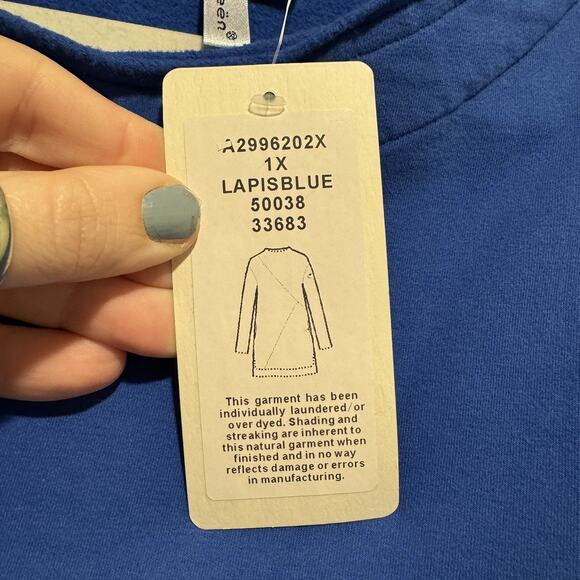 A2996202X
1X
LAPISBLUE
50038
33683
This garment has been
individually laundered/or
over dyed. Shading and
streaking are inherent to
this natural garment when
finished and in no way
reflects damage or errors
in manufacturing.